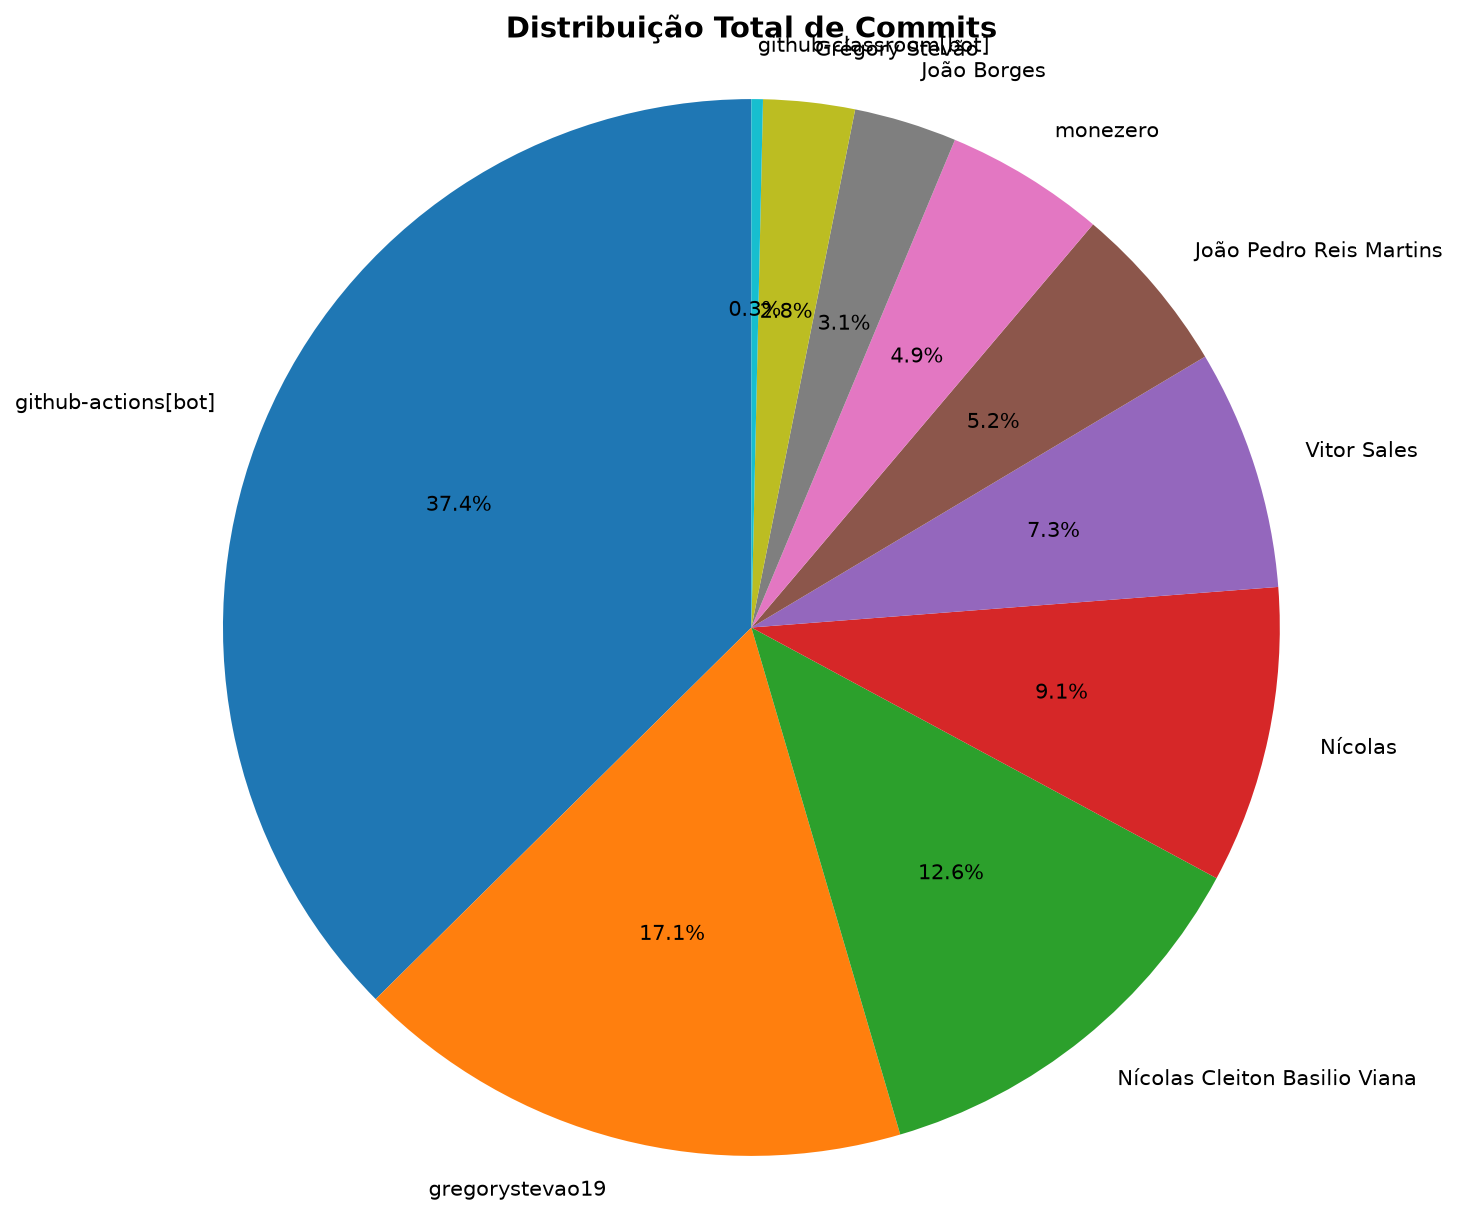 Distribuição Total de Commits
github-classroom[bot]
Gregory Stevão
João Borges
monezero
João Pedro Reis Martins
Vitor Sales
Nícolas
Nícolas Cleiton Basilio Viana
gregorystevao19
github-actions[bot]
0.3%
2.8%
3.1%
4.9%
5.2%
7.3%
9.1%
12.6%
17.1%
37.4%